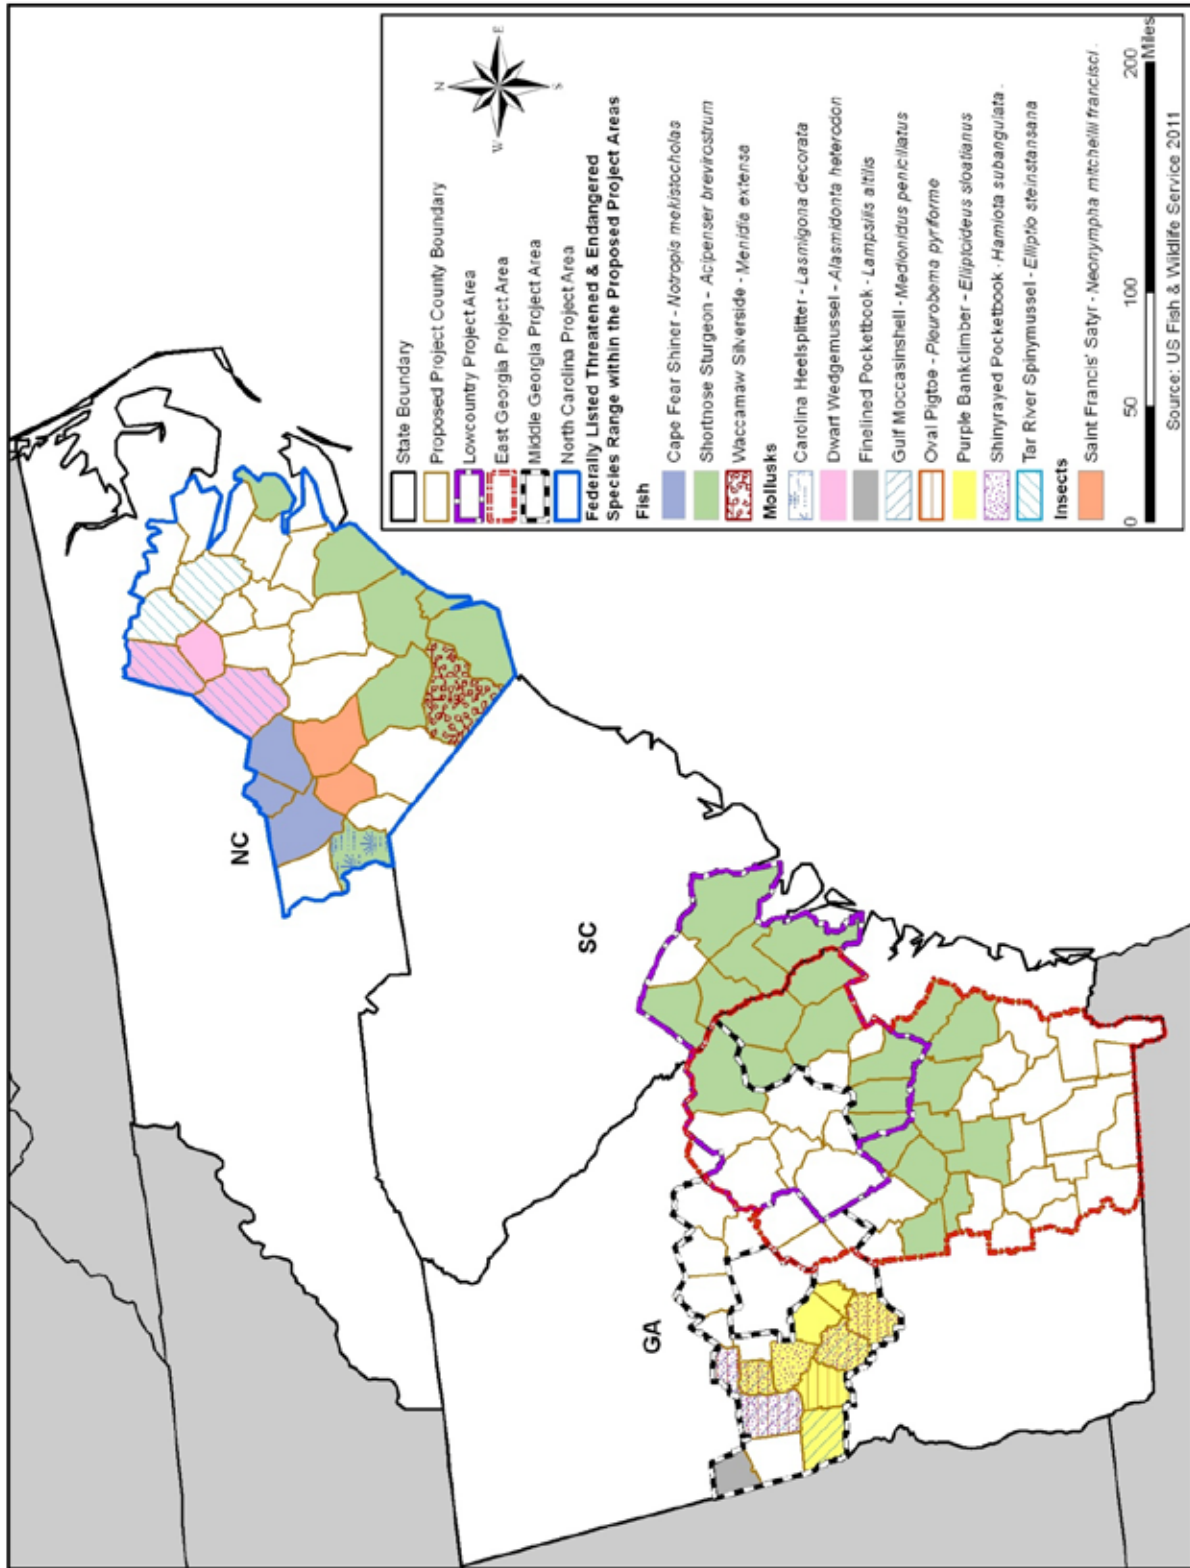 NC
SC
GA
N
W
E
S
State Boundary
Proposed Project County Boundary
Lowcountry Project Area
East Georgia Project Area
Middle Georgia Project Area
North Carolina Project Area
Federally Listed Threatened & Endangered
Species Range within the Proposed Project Areas
Fish
Cape Fear Shiner - Notropis mekistocholas
Shortnose Sturgeon - Acipenser brevirostrum
Waccamaw Silverside - Menidia extensa
Mollusks
Carolina Heelsplitter - Lasmigona decorata
Dwarf Wedgemussel - Alasmidonta heterodon
Finelined Pocketbook - Lampsilis altilis
Gulf Moccasinshell - Medionidus penicillatus
Oval Pigtoe - Pleurobema pyriforme
Purple Bankclimber - Elliptoideus sloatianus
Shinyrayed Pocketbook - Hamiota subangulata .
Tar River Spinymussel - Elliptio steinstansana
Insects
Saint Francis' Satyr - Neonympha mitchellii francisci .
0 50 100 200
Miles
Source: US Fish & Wildlife Service 2011